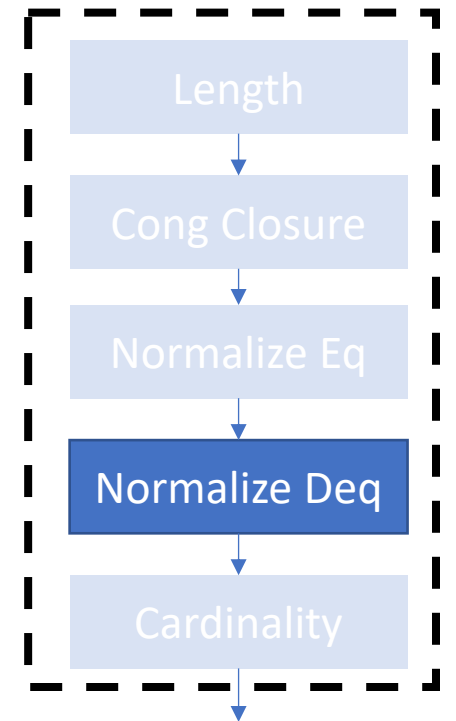 Length
Cong Closure
Normalize Eq
Normalize Deq
Cardinality